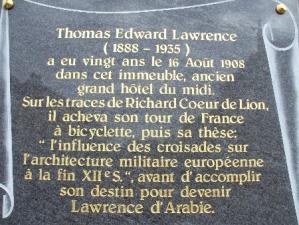 Thomas Edward Lawrence
( 1888 - 1935 )
a eu vingt ans le 16 Août 1908
dans cet immeuble, ancien
grand hôtel du midi.
Sur les traces de Richard Coeur de Lion,
il acheva son tour de France
à bicyclette, puis sa thèse:
" l'influence des croisades sur
l'architecture militaire européenne
à la fin XIIe S.", avant d'accomplir
son destin pour devenir
Lawrence d'Arabie.